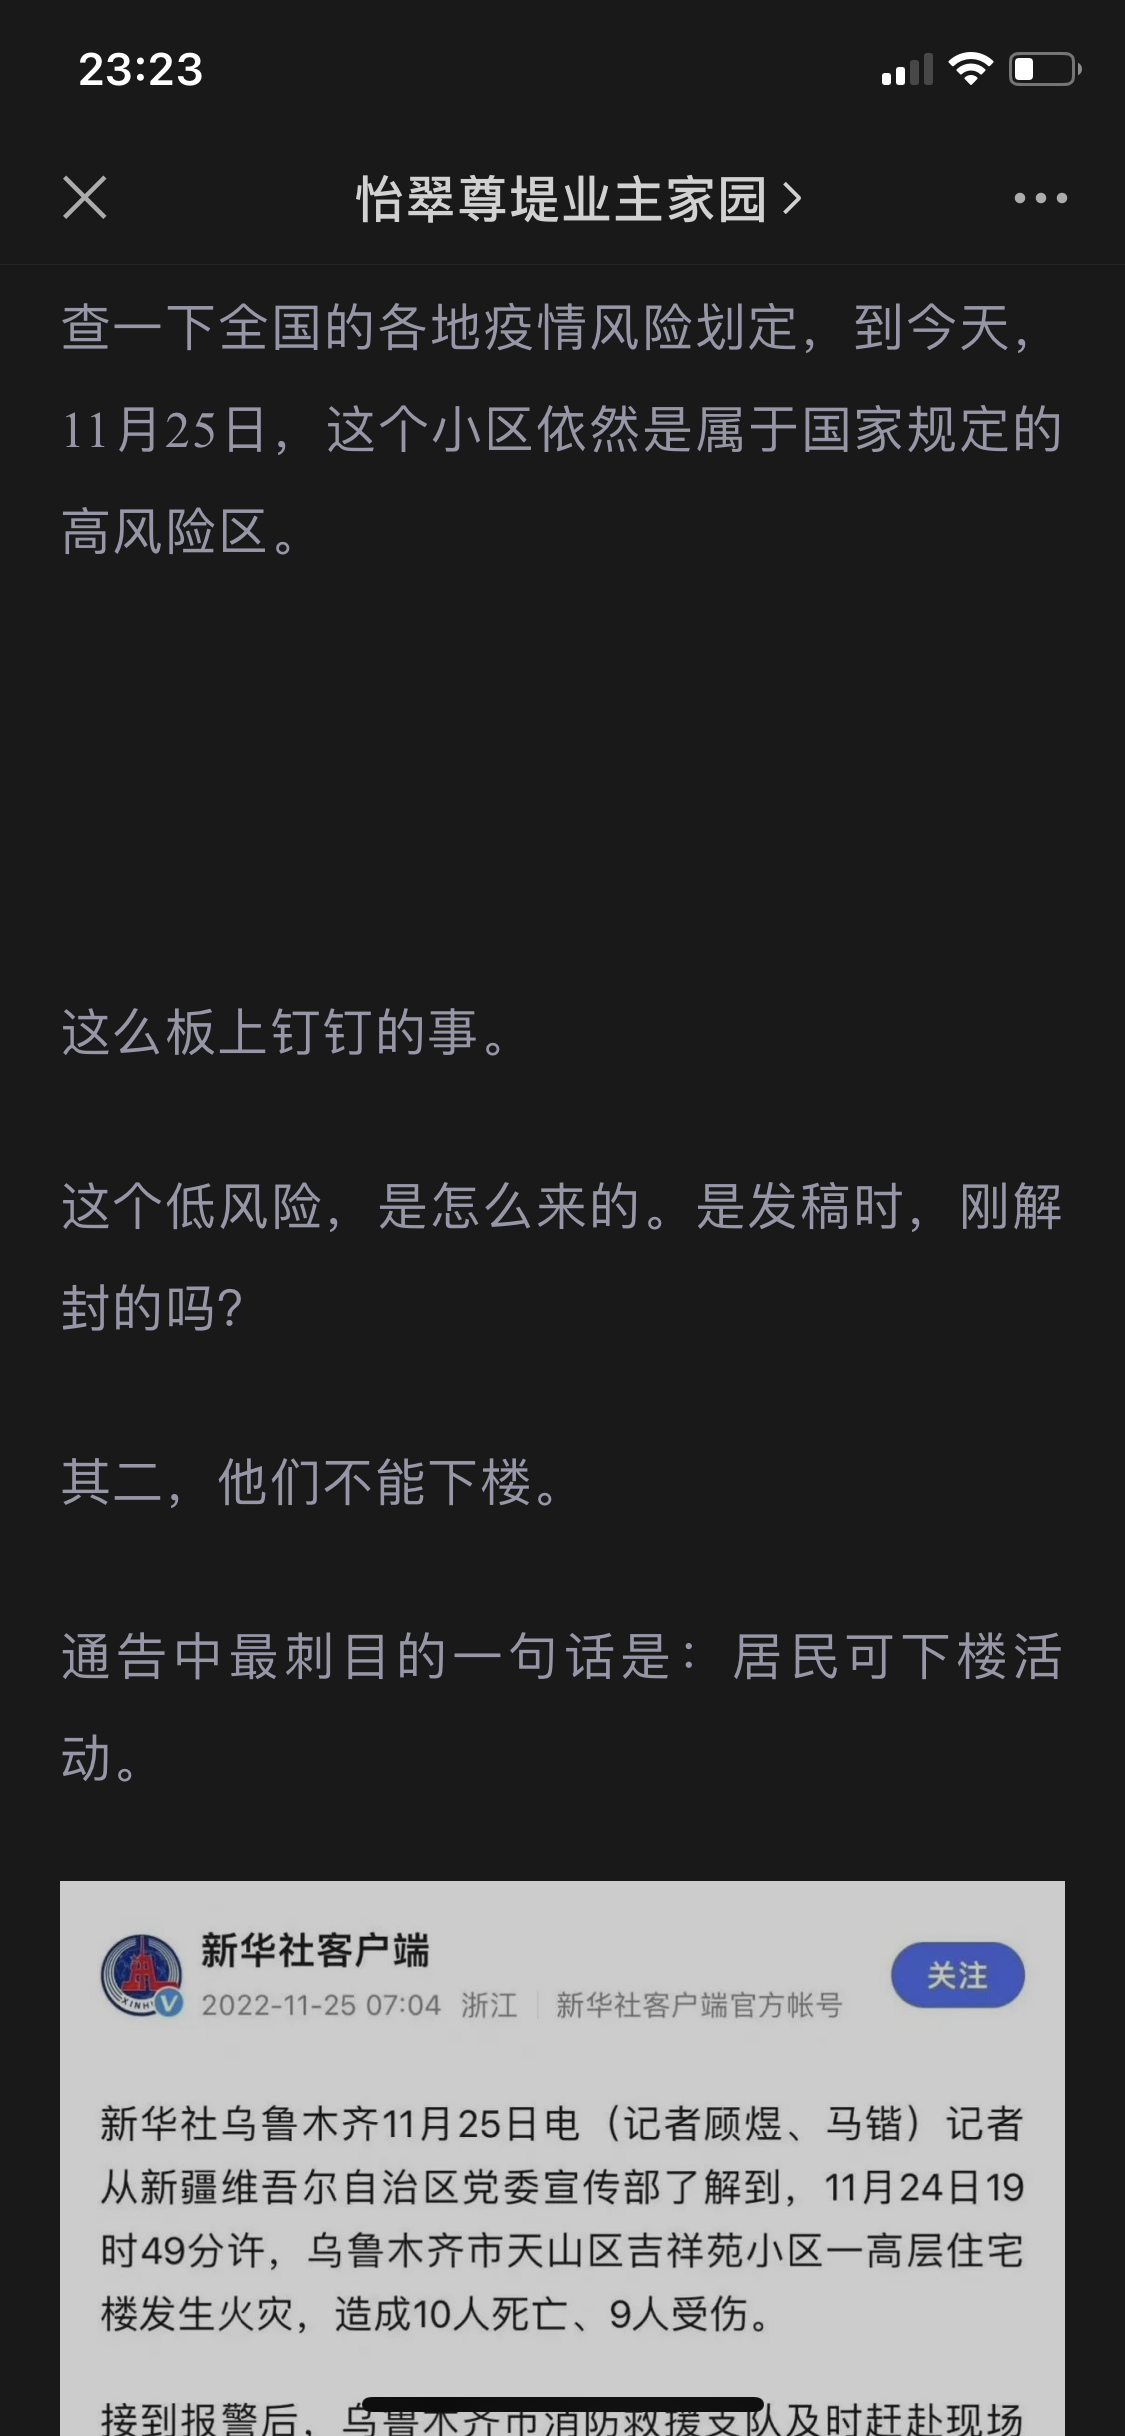 23:23
怡翠尊堤业主家园
查一下全国的各地疫情风险划定，到今天，
11月25日，这个小区依然是属于国家规定的
高风险区。
这么板上钉钉的事。
这个低风险，是怎么来的。是发稿时，刚解
封的吗?
其二，他们不能下楼。
通告中最刺目的一句话是：居民可下楼活
动。
新华社客户端
关注
2022-11-25 07:04 浙江 新华社客户端官方帐号
XINH
新华社乌鲁木齐11月25日电（记者顾煜、马锴）记者
从新疆维吾尔自治区党委宣传部了解到，11月24日19
时49分许，乌鲁木齐市天山区吉祥苑小区一高层住宅
楼发生火灾，造成10人死亡、9人受伤。
接到报警后，乌鲁木齐市消防救援支队及时赶赴现场